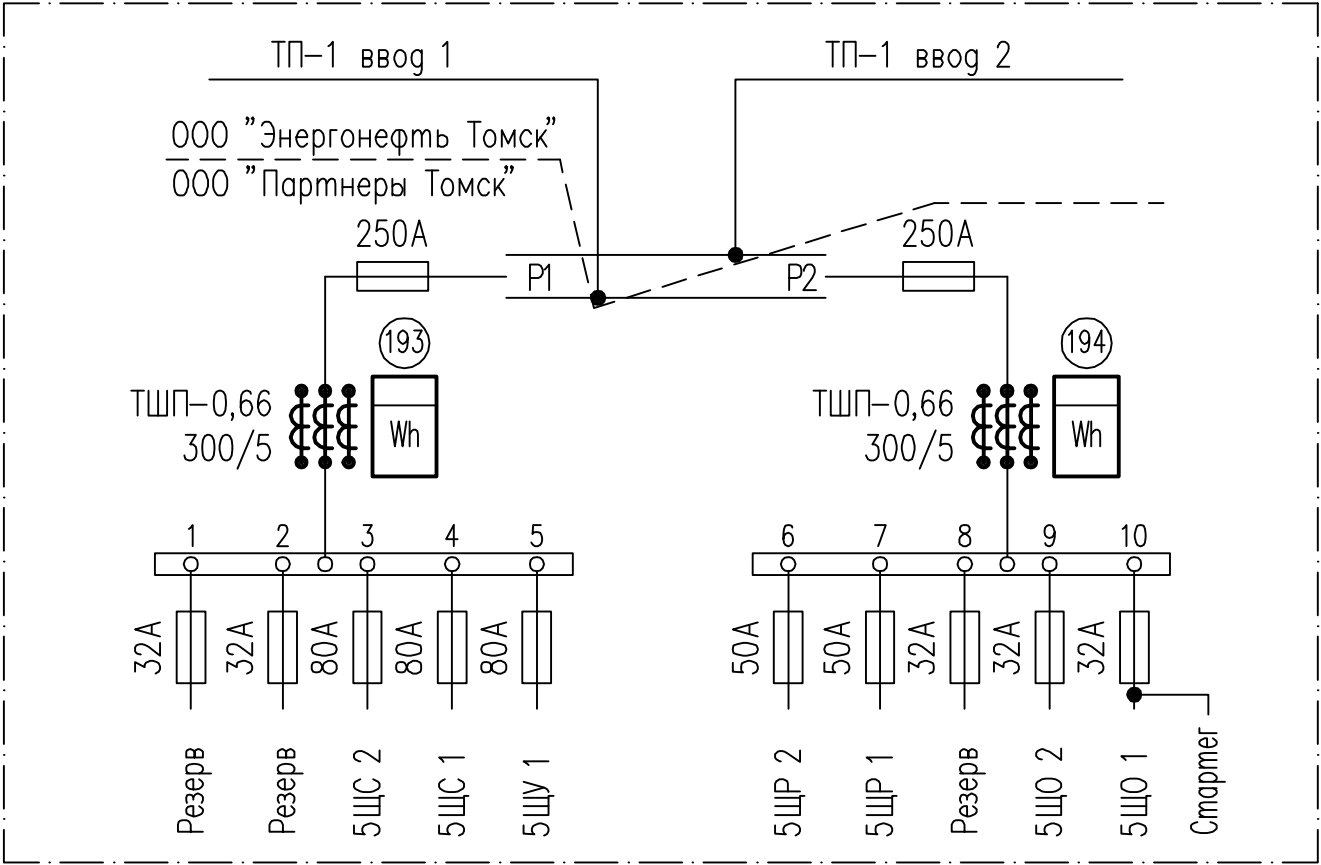 ТП-1 ввод 1
ТП-1 ввод 2
ООО "Энергонефть Томск"
ООО "Партнеры Томск"
250А
250А
Р1
Р2
193
194
ТШП-0,66
300/5
Wh
ТШП-0,66
300/5
Wh
1 2 3 4 5
6 7 8 9 10
32А
32А
80А
80А
80А
50А
50А
32А
32А
32А
Резерв
Резерв
5ЩС 2
5ЩС 1
5ЩУ 1
5ЩР 2
5ЩР 1
Резерв
5ЩО 2
5ЩО 1
Стартег